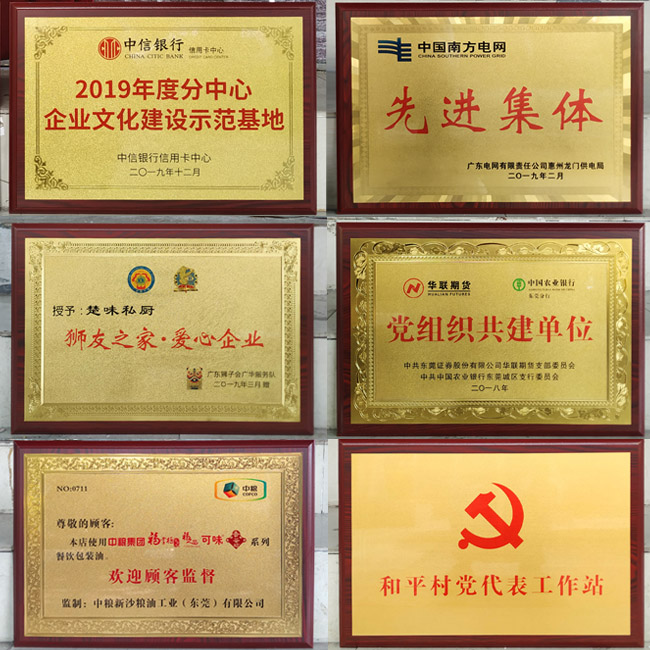 中信银行 信用卡中心
CHINA CITIC BANK CREDIT CARD CENTER
2019年度分中心
企业文化建设示范基地
中信银行信用卡中心
二〇一九年十二月
中国南方电网
CHINA SOUTHERN POWER GRID
先进集体
广东电网有限责任公司惠州龙门供电局
二〇一九年二月
授予：楚味私厨
狮友之家·爱心企业
广东狮子会广华服务队
二〇一九年三月 赠
华联期货
HUALIAN FUTURES
中国农业银行
东莞分行
党组织共建单位
中共东莞证券股份有限公司华联期货支部委员会
中共中国农业银行东莞城区支行委员会
二〇一八年
NO:0711
中粮
COFCO
尊敬的顾客：
本店使用中粮集团福 福 可味 系列
餐饮包装油。
欢迎顾客监督
监制：中粮新沙粮油工业（东莞）有限公司
和平村党代表工作站